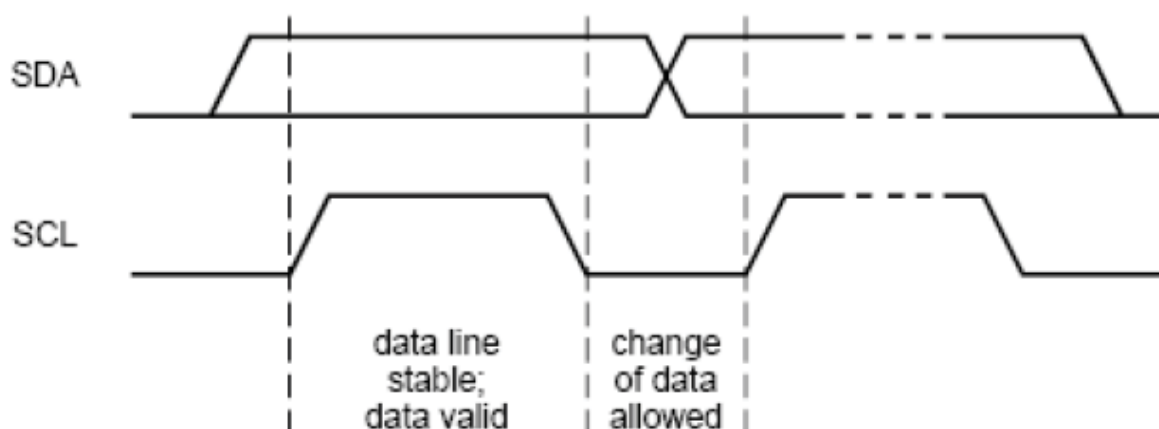 SDA
SCL
data line
stable;
data valid
change
of data
allowed